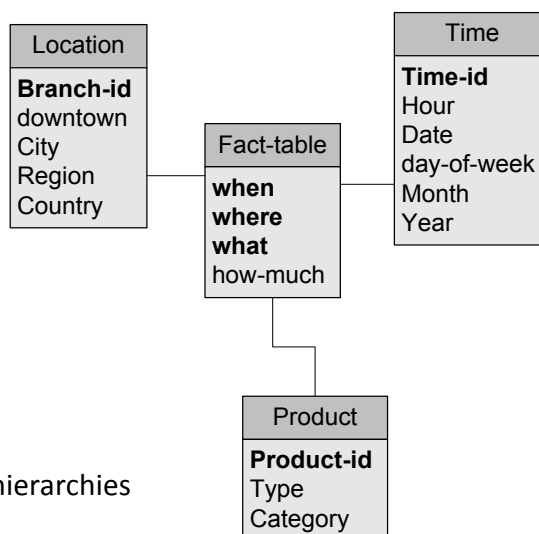 Location
Branch-id
downtown
City
Region
Country
Fact-table
when
where
what
how-much
Time
Time-id
Hour
Date
day-of-week
Month
Year
Product
Product-id
Type
Category
hierarchies